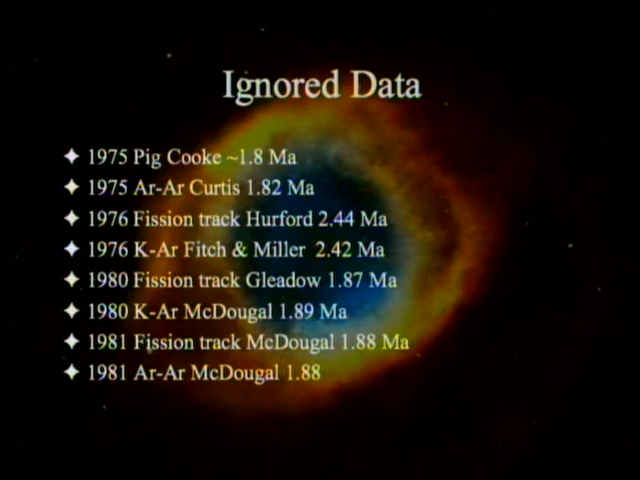 Ignored Data
1975 Pig Cooke ~1.8 Ma
1975 Ar-Ar Curtis 1.82 Ma
1976 Fission track Hurford 2.44 Ma
1976 K-Ar Fitch & Miller 2.42 Ma
1980 Fission track Gleadow 1.87 Ma
1980 K-Ar McDougal 1.89 Ma
1981 Fission track McDougal 1.88 Ma
1981 Ar-Ar McDougal 1.88